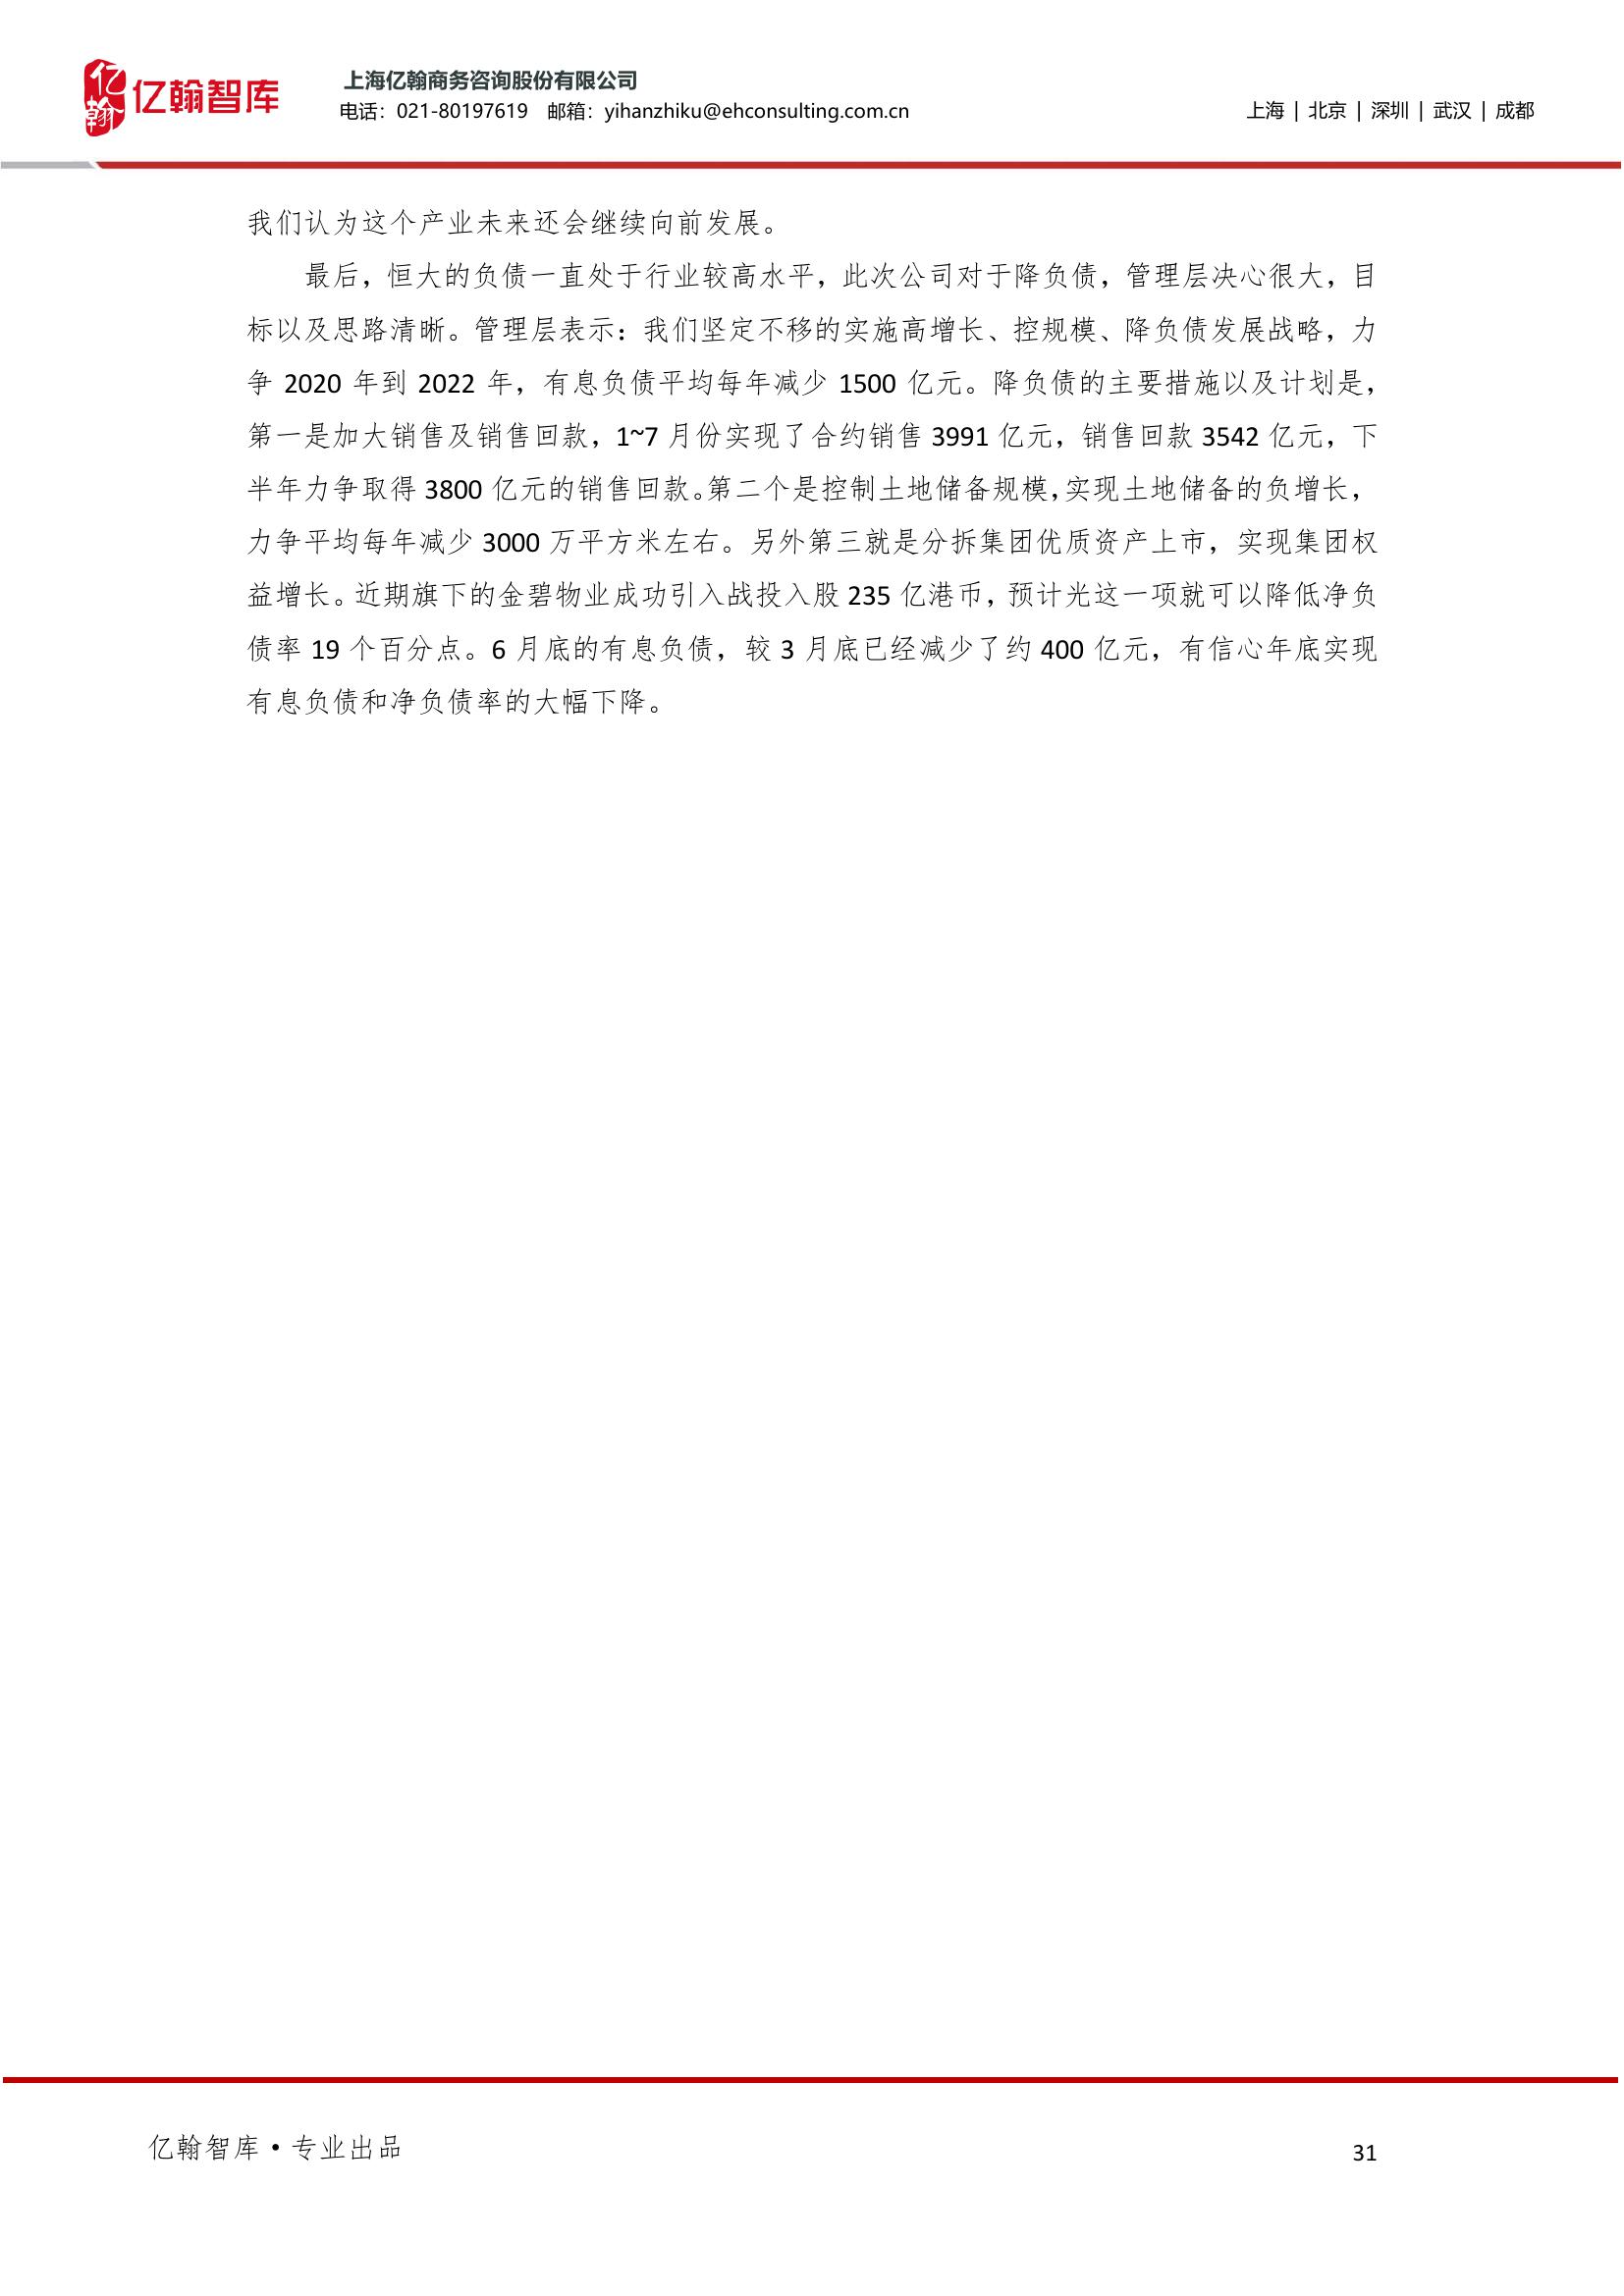 亿翰
亿翰智库
上海亿翰商务咨询股份有限公司
电话：021-80197619 邮箱：yihanzhiku@ehconsulting.com.cn
上海 | 北京 | 深圳 | 武汉 | 成都
我们认为这个产业未来还会继续向前发展。
最后，恒大的负债一直处于行业较高水平，此次公司对于降负债，管理层决心很大，目
标以及思路清晰。管理层表示：我们坚定不移的实施高增长、控规模、降负债发展战略，力
争 2020 年到 2022 年，有息负债平均每年减少 1500 亿元。降负债的主要措施以及计划是，
第一是加大销售及销售回款，1~7 月份实现了合约销售 3991 亿元，销售回款 3542 亿元，下
半年力争取得 3800 亿元的销售回款。第二个是控制土地储备规模，实现土地储备的负增长，
力争平均每年减少 3000 万平方米左右。另外第三就是分拆集团优质资产上市，实现集团权
益增长。近期旗下的金碧物业成功引入战投入股 235 亿港币，预计光这一项就可以降低净负
债率 19 个百分点。6 月底的有息负债，较 3 月底已经减少了约 400 亿元，有信心年底实现
有息负债和净负债率的大幅下降。
亿翰智库·专业出品
31